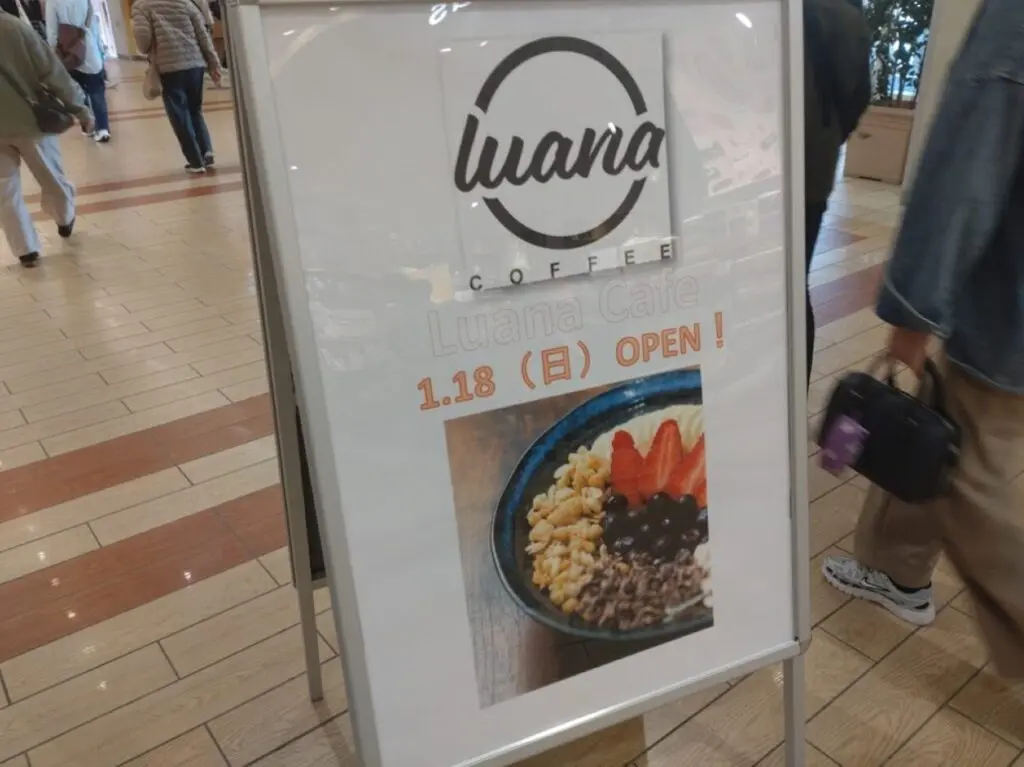 luana
COFFEE
Luana Cafe
1.18（日）OPEN！